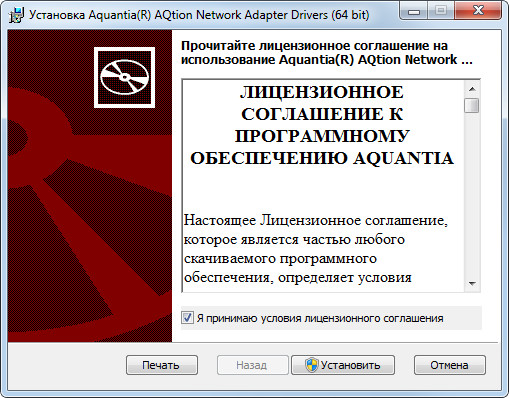 Установка Aquantia(R) AQtion Network Adapter Drivers (64 bit)
Прочитайте лицензионное соглашение на
использование Aquantia(R) AQtion Network ...
ЛИЦЕНЗИОННОЕ
СОГЛАШЕНИЕ К
ПРОГРАММНОМУ
ОБЕСПЕЧЕНИЮ AQUANTIA
Настоящее Лицензионное соглашение,
которое является частью любого
скачиваемого программного
обеспечения, определяет условия
Я принимаю условия лицензионного соглашения
Печать
Назад
Установить
Отмена